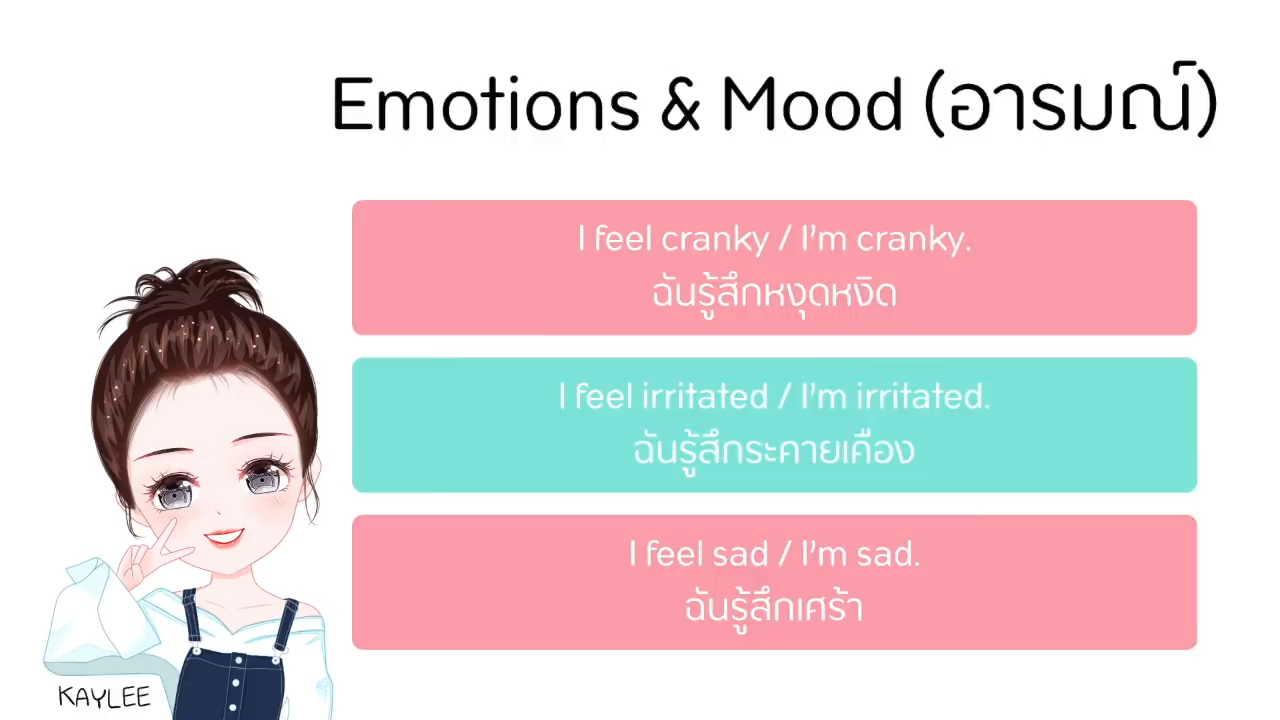 Emotions & Mood (อารมณ์)
I feel cranky / I'm cranky.
ฉันรู้สึกหงุดหงิด
I feel irritated / I'm irritated.
ฉันรู้สึกระคายเคือง
I feel sad / I'm sad.
ฉันรู้สึกเศร้า
KAYLEE